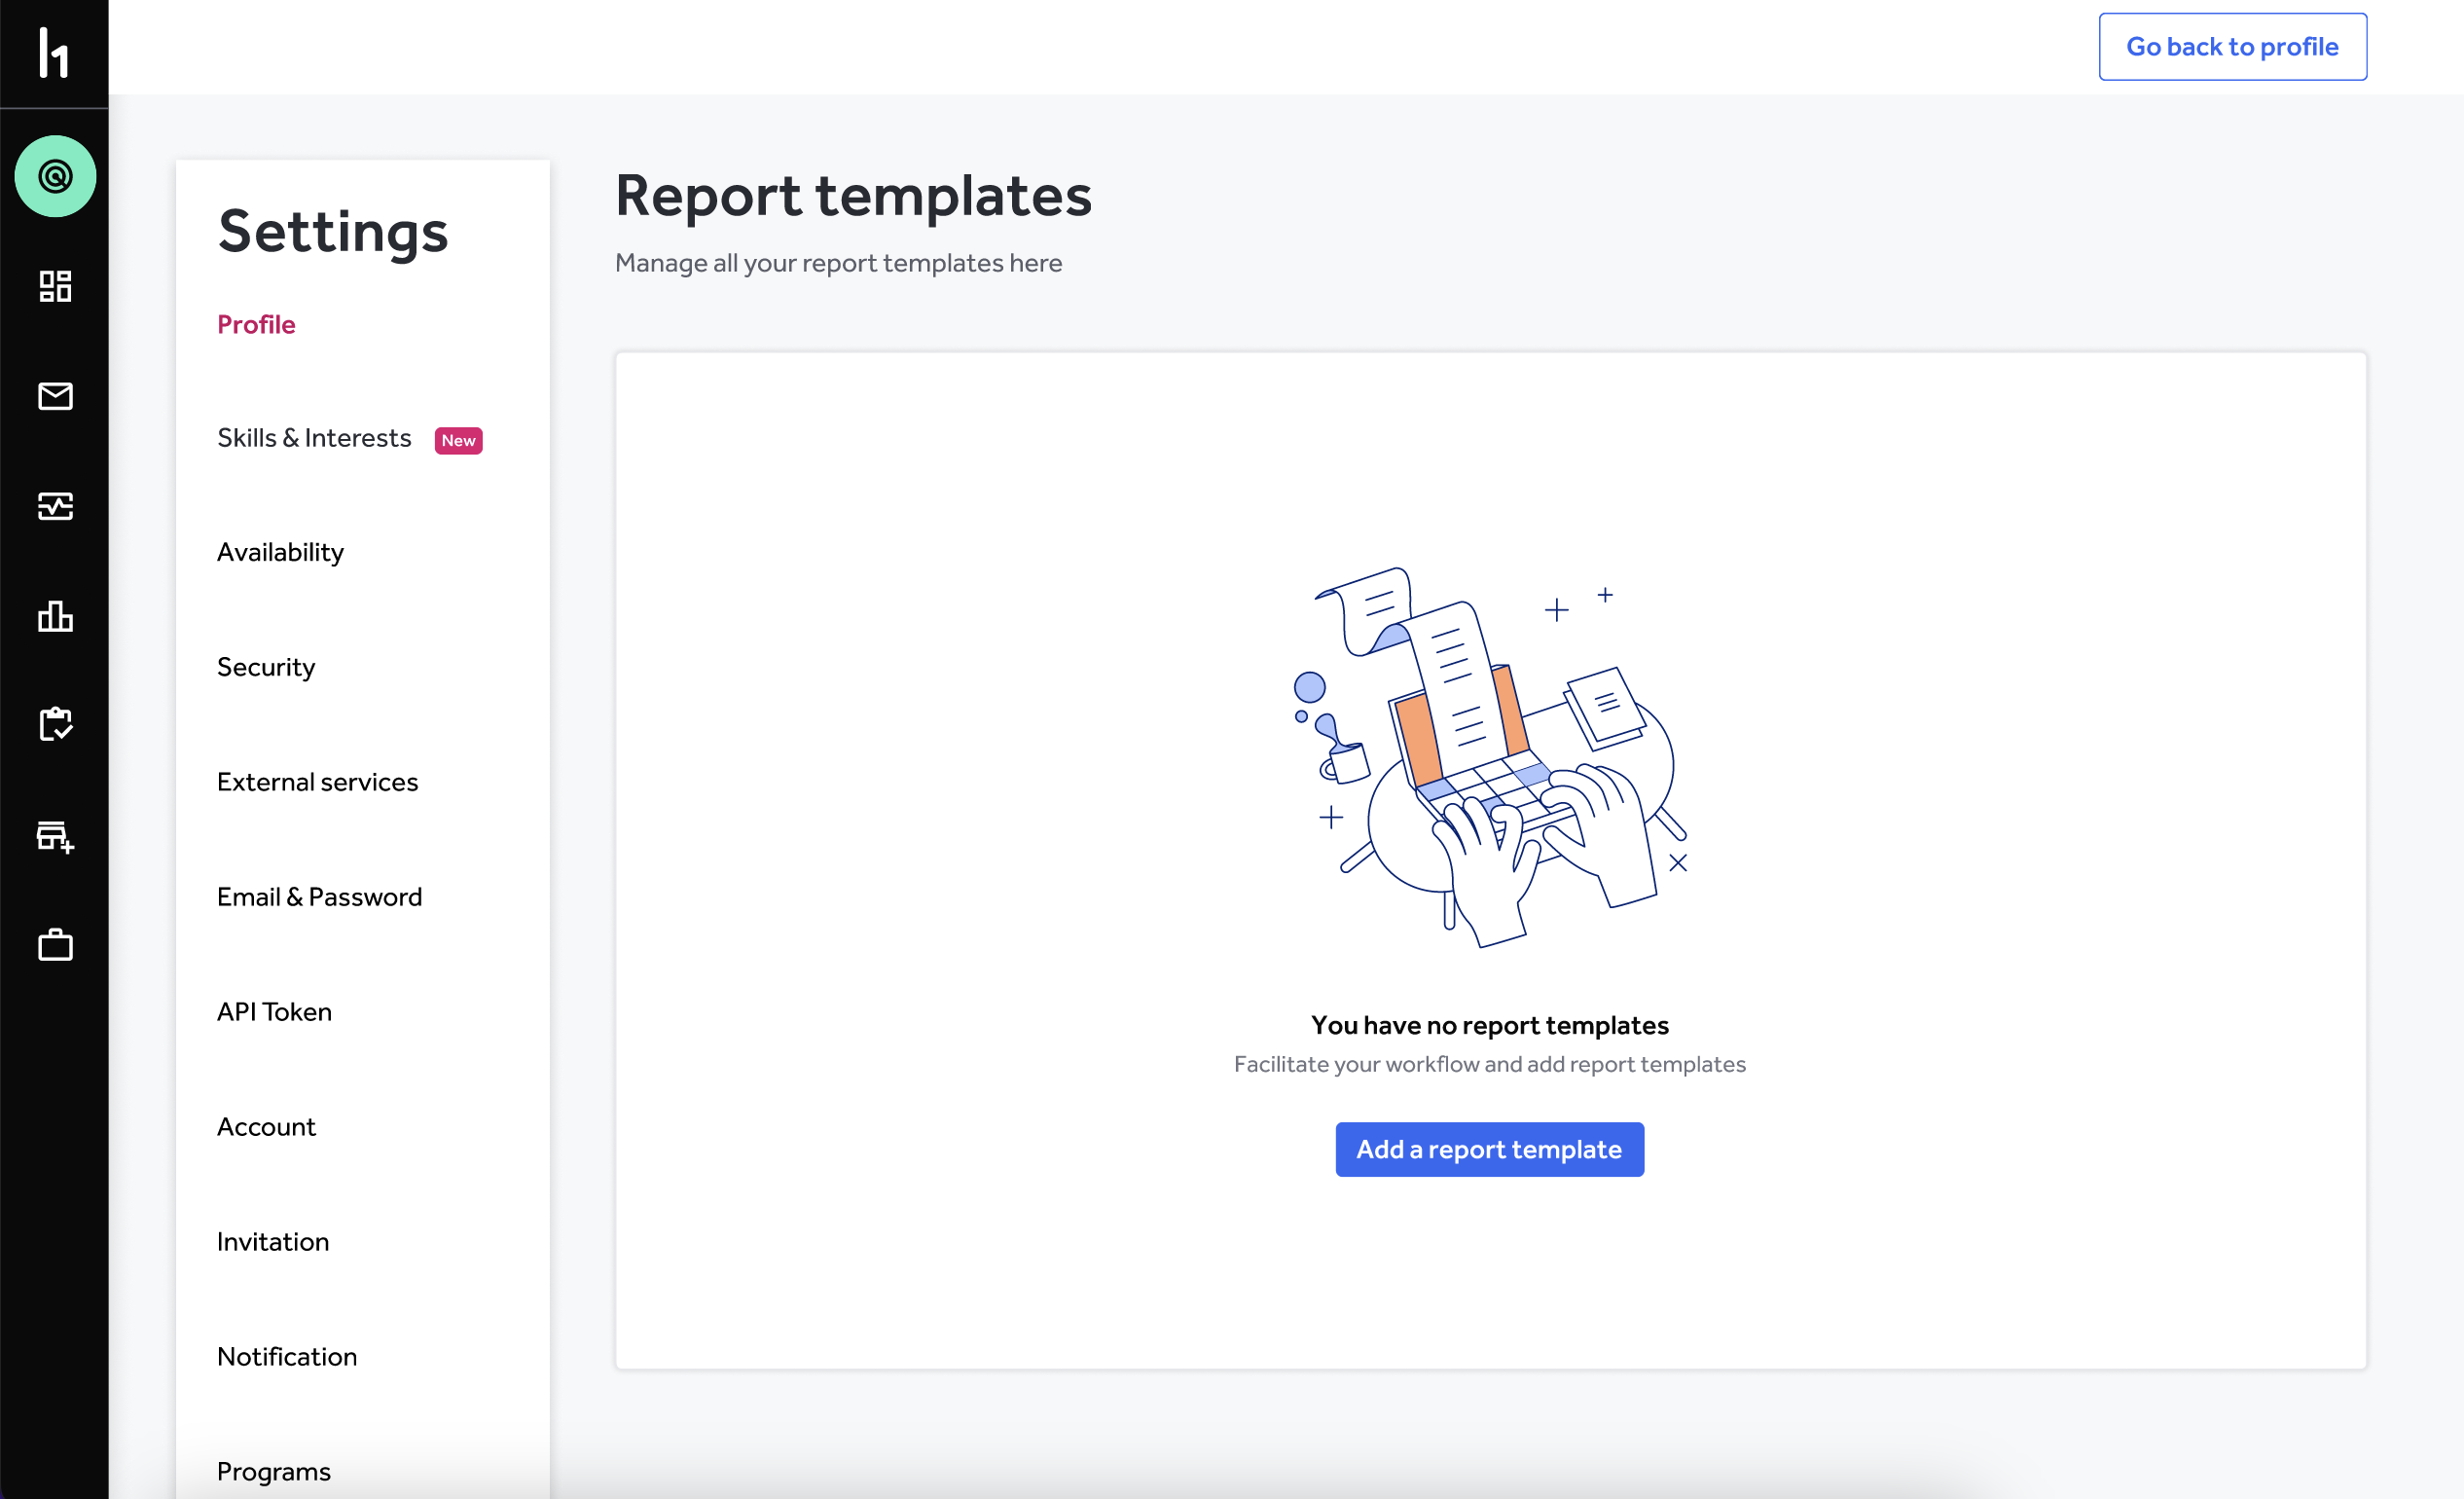 h1
Go back to profile
Settings
Profile
Skills & Interests New
Availability
Security
External services
Email & Password
API Token
Account
Invitation
Notification
Programs
Report templates
Manage all your report templates here
You have no report templates
Facilitate your workflow and add report templates
Add a report template